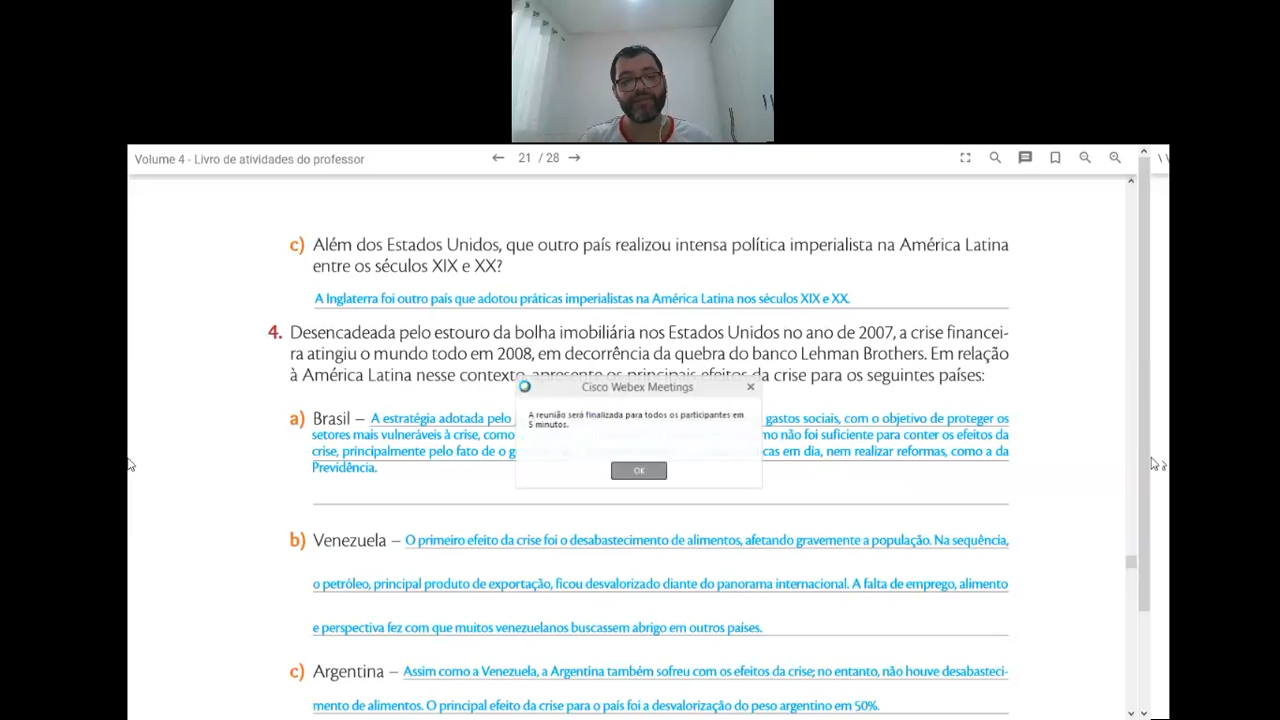 Volume 4 - Livro de atividades do professor
21 / 28
c) Além dos Estados Unidos, que outro país realizou intensa política imperialista na América Latina
entre os séculos XIX e XX?
A Inglaterra foi outro país que adotou práticas imperialistas na América Latina nos séculos XIX e XX.
4. Desencadeada pelo estouro da bolha imobiliária nos Estados Unidos no ano de 2007, a crise financei-
ra atingiu o mundo todo em 2008, em decorrência da quebra do banco Lehman Brothers. Em relação
à América Latina nesse contexto, apresente os principais efeitos da crise para os seguintes países:
Cisco Webex Meetings
A reunião será finalizada para todos os participantes em
5 minutos.
OK
a) Brasil – A estratégia adotada pelo gastos sociais, com o objetivo de proteger os
setores mais vulneráveis à crise, como não foi suficiente para conter os efeitos da
crise, principalmente pelo fato de o em dia, nem realizar reformas, como a da
Previdência.
b) Venezuela – O primeiro efeito da crise foi o desabastecimento de alimentos, afetando gravemente a população. Na sequência,
o petróleo, principal produto de exportação, ficou desvalorizado diante do panorama internacional. A falta de emprego, alimento
e perspectiva fez com que muitos venezuelanos buscassem abrigo em outros países.
c) Argentina – Assim como a Venezuela, a Argentina também sofreu com os efeitos da crise; no entanto, não houve desabasteci-
mento de alimentos. O principal efeito da crise para o país foi a desvalorização do peso argentino em 50%.